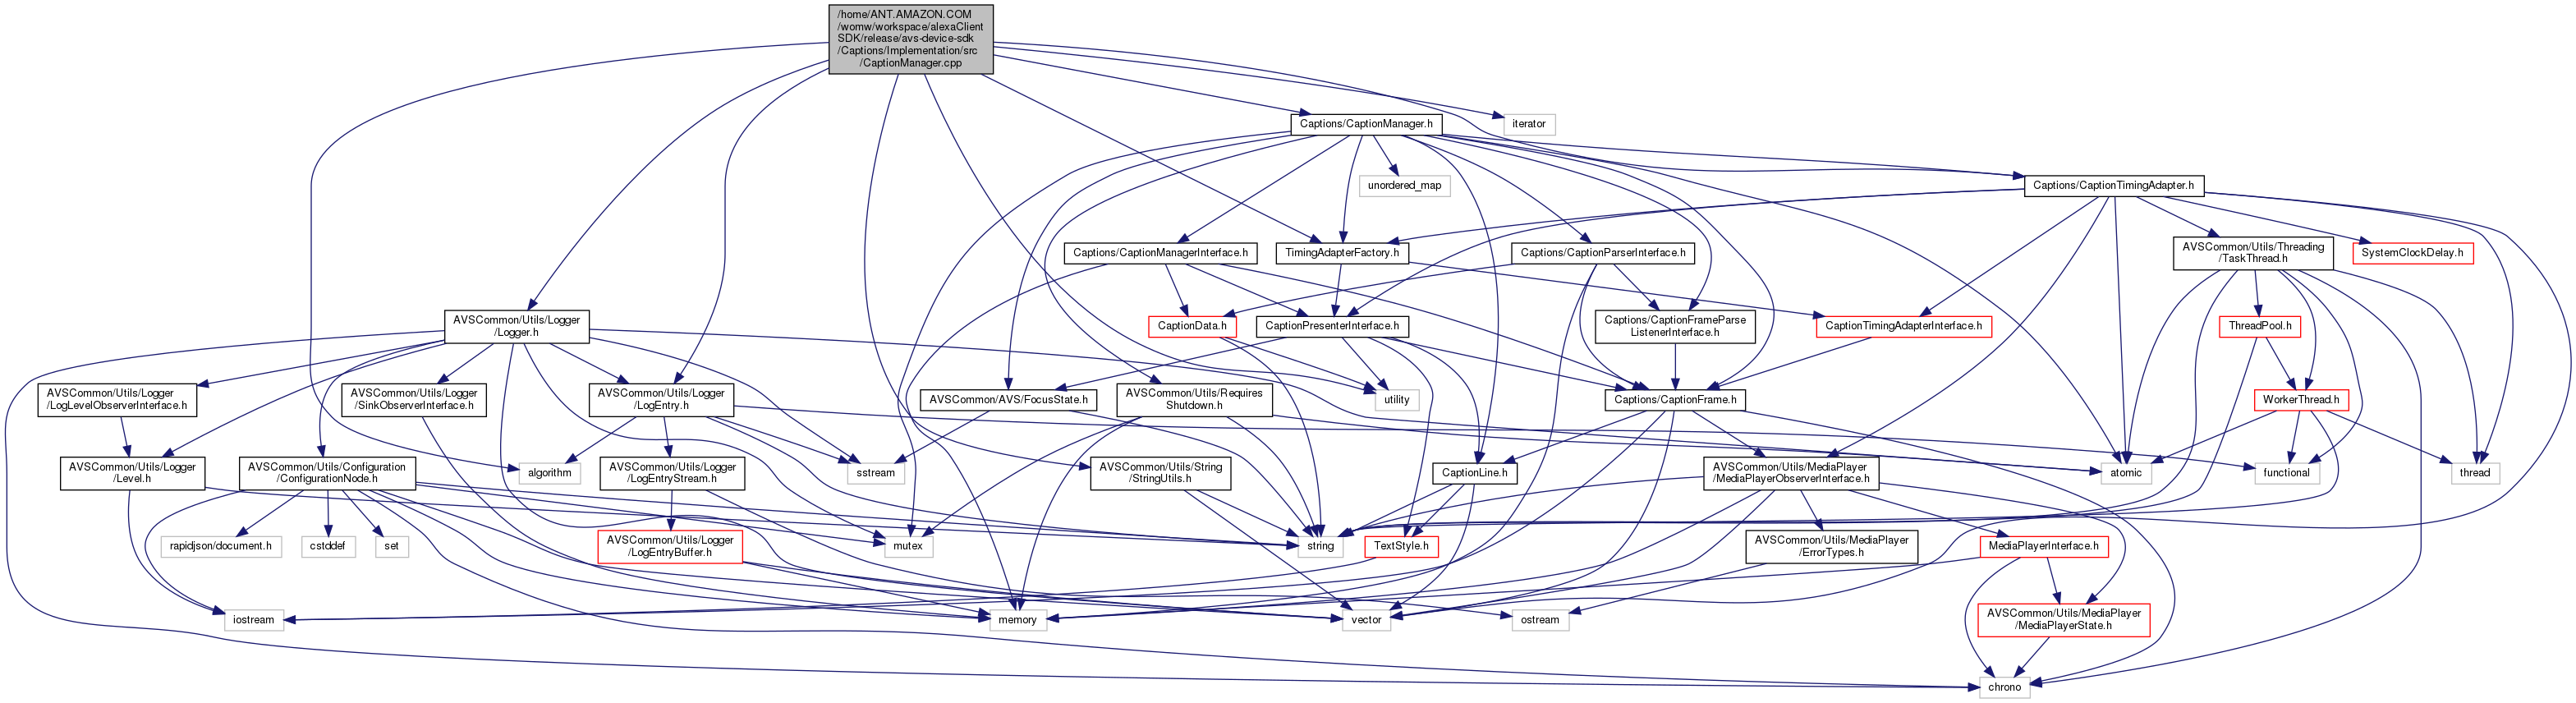 /home/ANT.AMAZON.COM
/womw/workspace/alexaClient
SDK/release/avs-device-sdk
/Captions/Implementation/src
/CaptionManager.cpp
Captions/CaptionManager.h
iterator
unordered_map
Captions/CaptionTimingAdapter.h
Captions/CaptionManagerInterface.h
TimingAdapterFactory.h
Captions/CaptionParserInterface.h
AVSCommon/Utils/Threading
/TaskThread.h
SystemClockDelay.h
AVSCommon/Utils/Logger
/Logger.h
CaptionData.h
CaptionPresenterInterface.h
Captions/CaptionFrameParse
ListenerInterface.h
CaptionTimingAdapterInterface.h
ThreadPool.h
AVSCommon/Utils/Logger
/LogLevelObserverInterface.h
AVSCommon/Utils/Logger
/SinkObserverInterface.h
AVSCommon/Utils/Logger
/LogEntry.h
AVSCommon/AVS/FocusState.h
AVSCommon/Utils/Requires
Shutdown.h
utility
Captions/CaptionFrame.h
WorkerThread.h
AVSCommon/Utils/Logger
/Level.h
AVSCommon/Utils/Configuration
/ConfigurationNode.h
algorithm
AVSCommon/Utils/Logger
/LogEntryStream.h
sstream
AVSCommon/Utils/String
/StringUtils.h
CaptionLine.h
AVSCommon/Utils/MediaPlayer
/MediaPlayerObserverInterface.h
atomic
functional
thread
rapidjson/document.h
cstddef
set
AVSCommon/Utils/Logger
/LogEntryBuffer.h
mutex
string
TextStyle.h
AVSCommon/Utils/MediaPlayer
/ErrorTypes.h
MediaPlayerInterface.h
iostream
memory
vector
ostream
AVSCommon/Utils/MediaPlayer
/MediaPlayerState.h
chrono